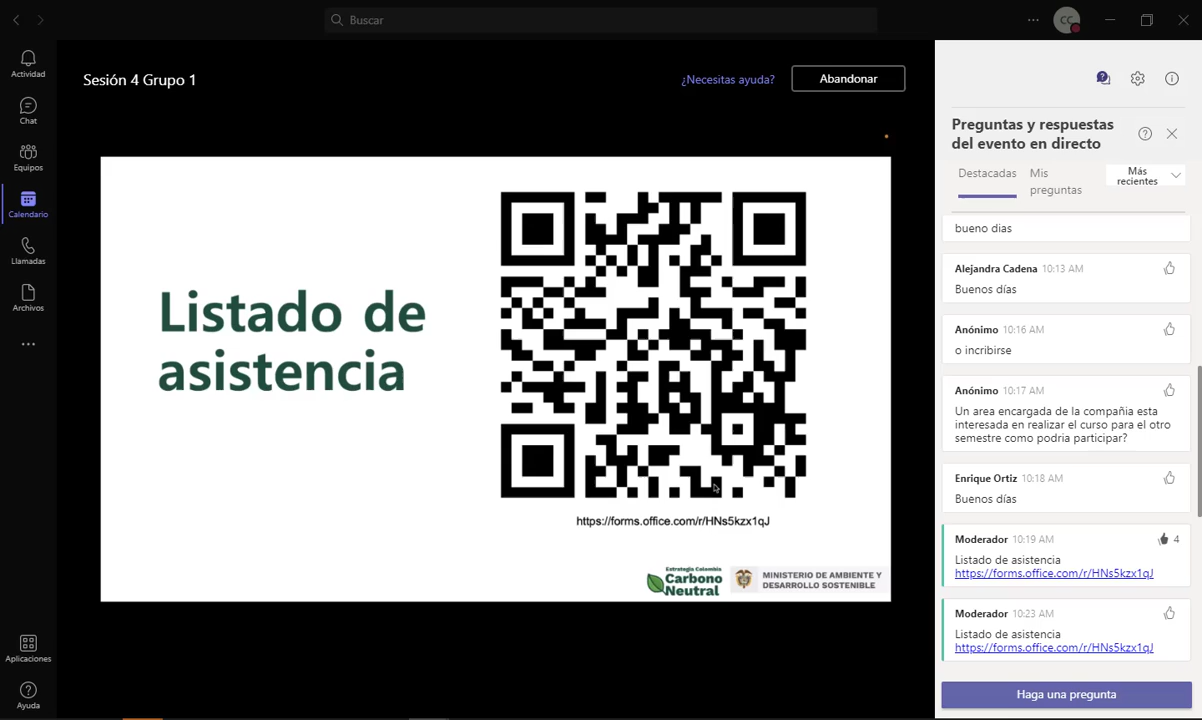 Buscar
CC
Actividad
Chat
Equipos
Calendario
Llamadas
Archivos
Aplicaciones
Ayuda
Sesión 4 Grupo 1
¿Necesitas ayuda?
Abandonar
Listado de
asistencia
https://forms.office.com/r/HNs5kzx1qJ
Estrategia Colombia
Carbono
Neutral
MINISTERIO DE AMBIENTE Y
DESARROLLO SOSTENIBLE
Preguntas y respuestas
del evento en directo
Destacadas
Mis
preguntas
Más
recientes
bueno dias
Alejandra Cadena 10:13 AM
Buenos días
Anónimo 10:16 AM
o incribirse
Anónimo 10:17 AM
Un area encargada de la compañia esta
interesada en realizar el curso para el otro
semestre como podria participar?
Enrique Ortiz 10:18 AM
Buenos días
Moderador 10:19 AM 4
Listado de asistencia
https://forms.office.com/r/HNs5kzx1qJ
Moderador 10:23 AM
Listado de asistencia
https://forms.office.com/r/HNs5kzx1qJ
Haga una pregunta